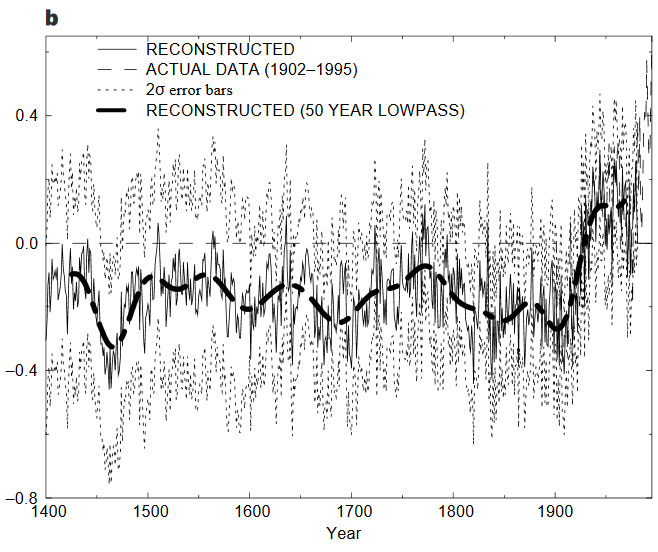 b
RECONSTRUCTED
ACTUAL DATA (1902–1995)
2σ error bars
RECONSTRUCTED (50 YEAR LOWPASS)
0.4
0.0
−0.4
−0.8
1400 1500 1600 1700 1800 1900
Year